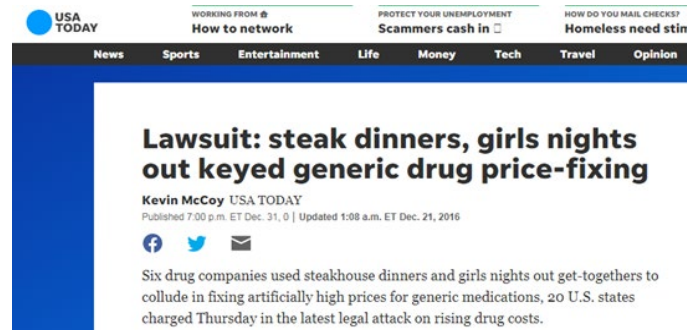 USA TODAY
WORKING FROM
How to network
PROTECT YOUR UNEMPLOYMENT
Scammers cash in
HOW DO YOU MAIL CHECKS?
Homeless need stim
News Sports Entertainment Life Money Tech Travel Opinion
Lawsuit: steak dinners, girls nights
out keyed generic drug price-fixing
Kevin McCoy USA TODAY
Published 7:00 p.m. ET Dec. 31, 0 | Updated 1:08 a.m. ET Dec. 21, 2016
Six drug companies used steakhouse dinners and girls nights out get-togethers to
collude in fixing artificially high prices for generic medications, 20 U.S. states
charged Thursday in the latest legal attack on rising drug costs.